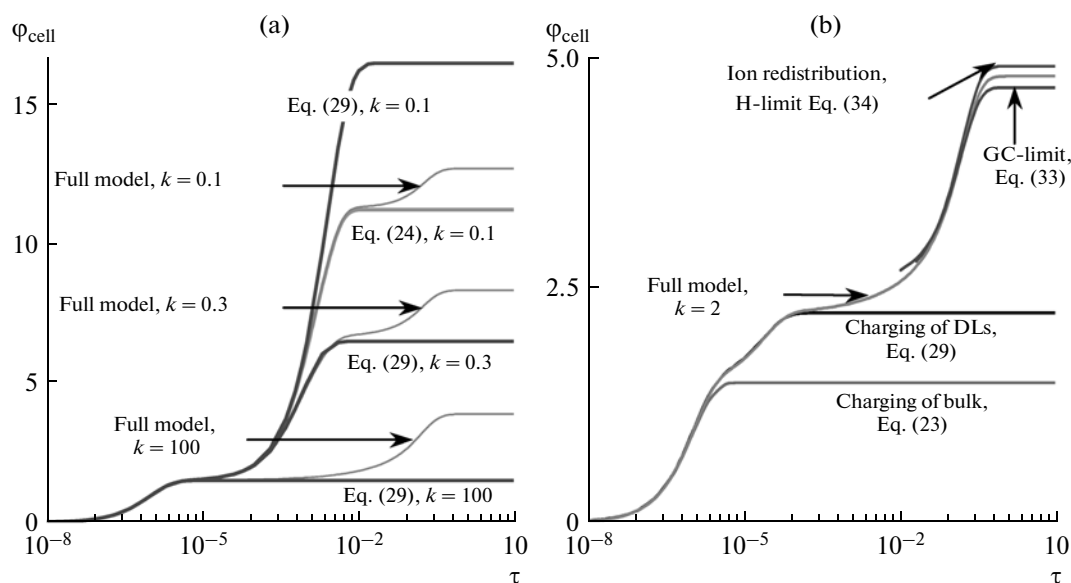 (a)
φcell
15
10
5
0
10⁻⁸
10⁻⁵
10⁻²
10
τ
Eq. (29), k = 0.1
Full model, k = 0.1
Eq. (24), k = 0.1
Full model, k = 0.3
Eq. (29), k = 0.3
Full model,
k = 100
Eq. (29), k = 100
(b)
φcell
5.0
2.5
0
10⁻⁸
10⁻⁵
10⁻²
10
τ
Ion redistribution,
H-limit Eq. (34)
GC-limit,
Eq. (33)
Full model,
k = 2
Charging of DLs,
Eq. (29)
Charging of bulk,
Eq. (23)